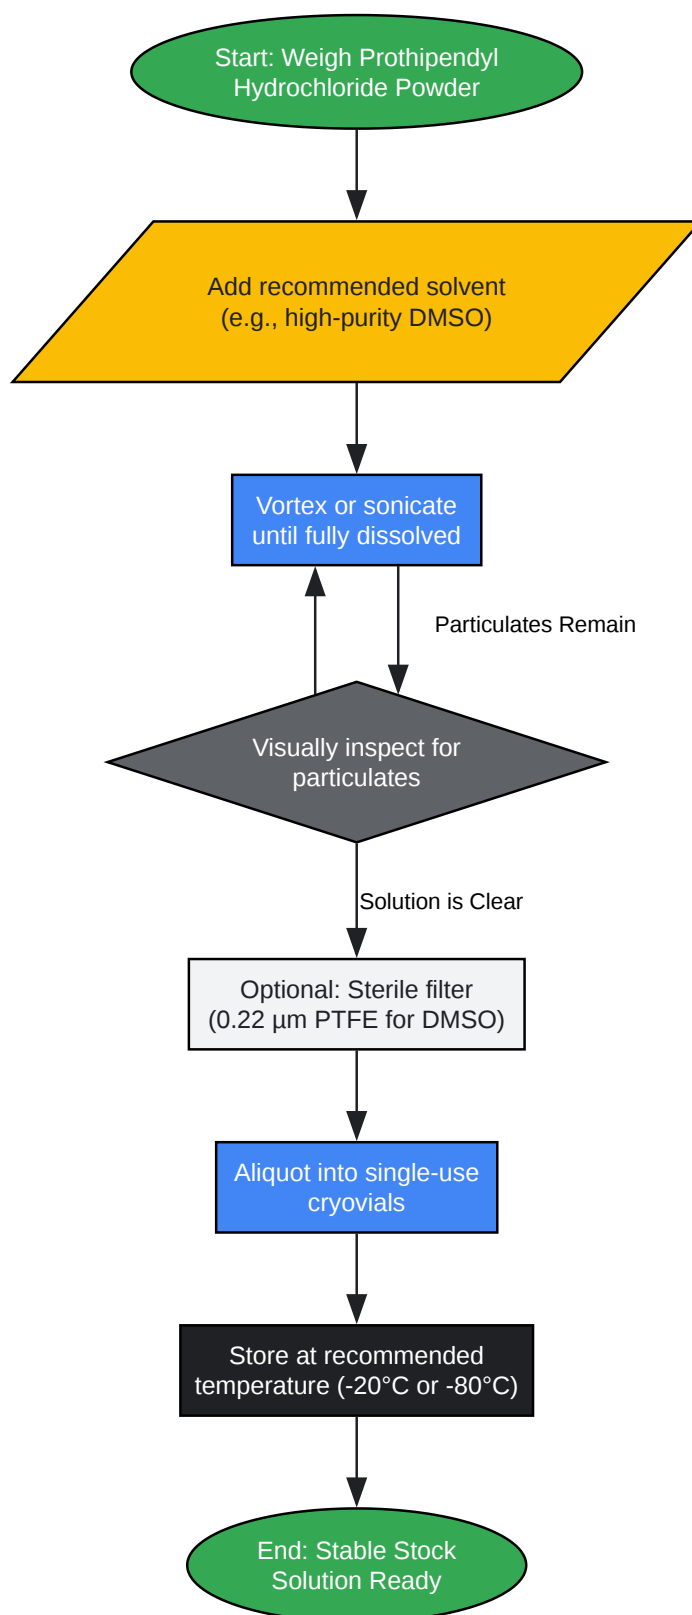 Start: Weigh Prothipendyl
Hydrochloride Powder
Add recommended solvent
(e.g., high-purity DMSO)
Vortex or sonicate
until fully dissolved
Particulates Remain
Visually inspect for
particulates
Solution is Clear
Optional: Sterile filter
(0.22 µm PTFE for DMSO)
Aliquot into single-use
cryovials
Store at recommended
temperature (-20°C or -80°C)
End: Stable Stock
Solution Ready